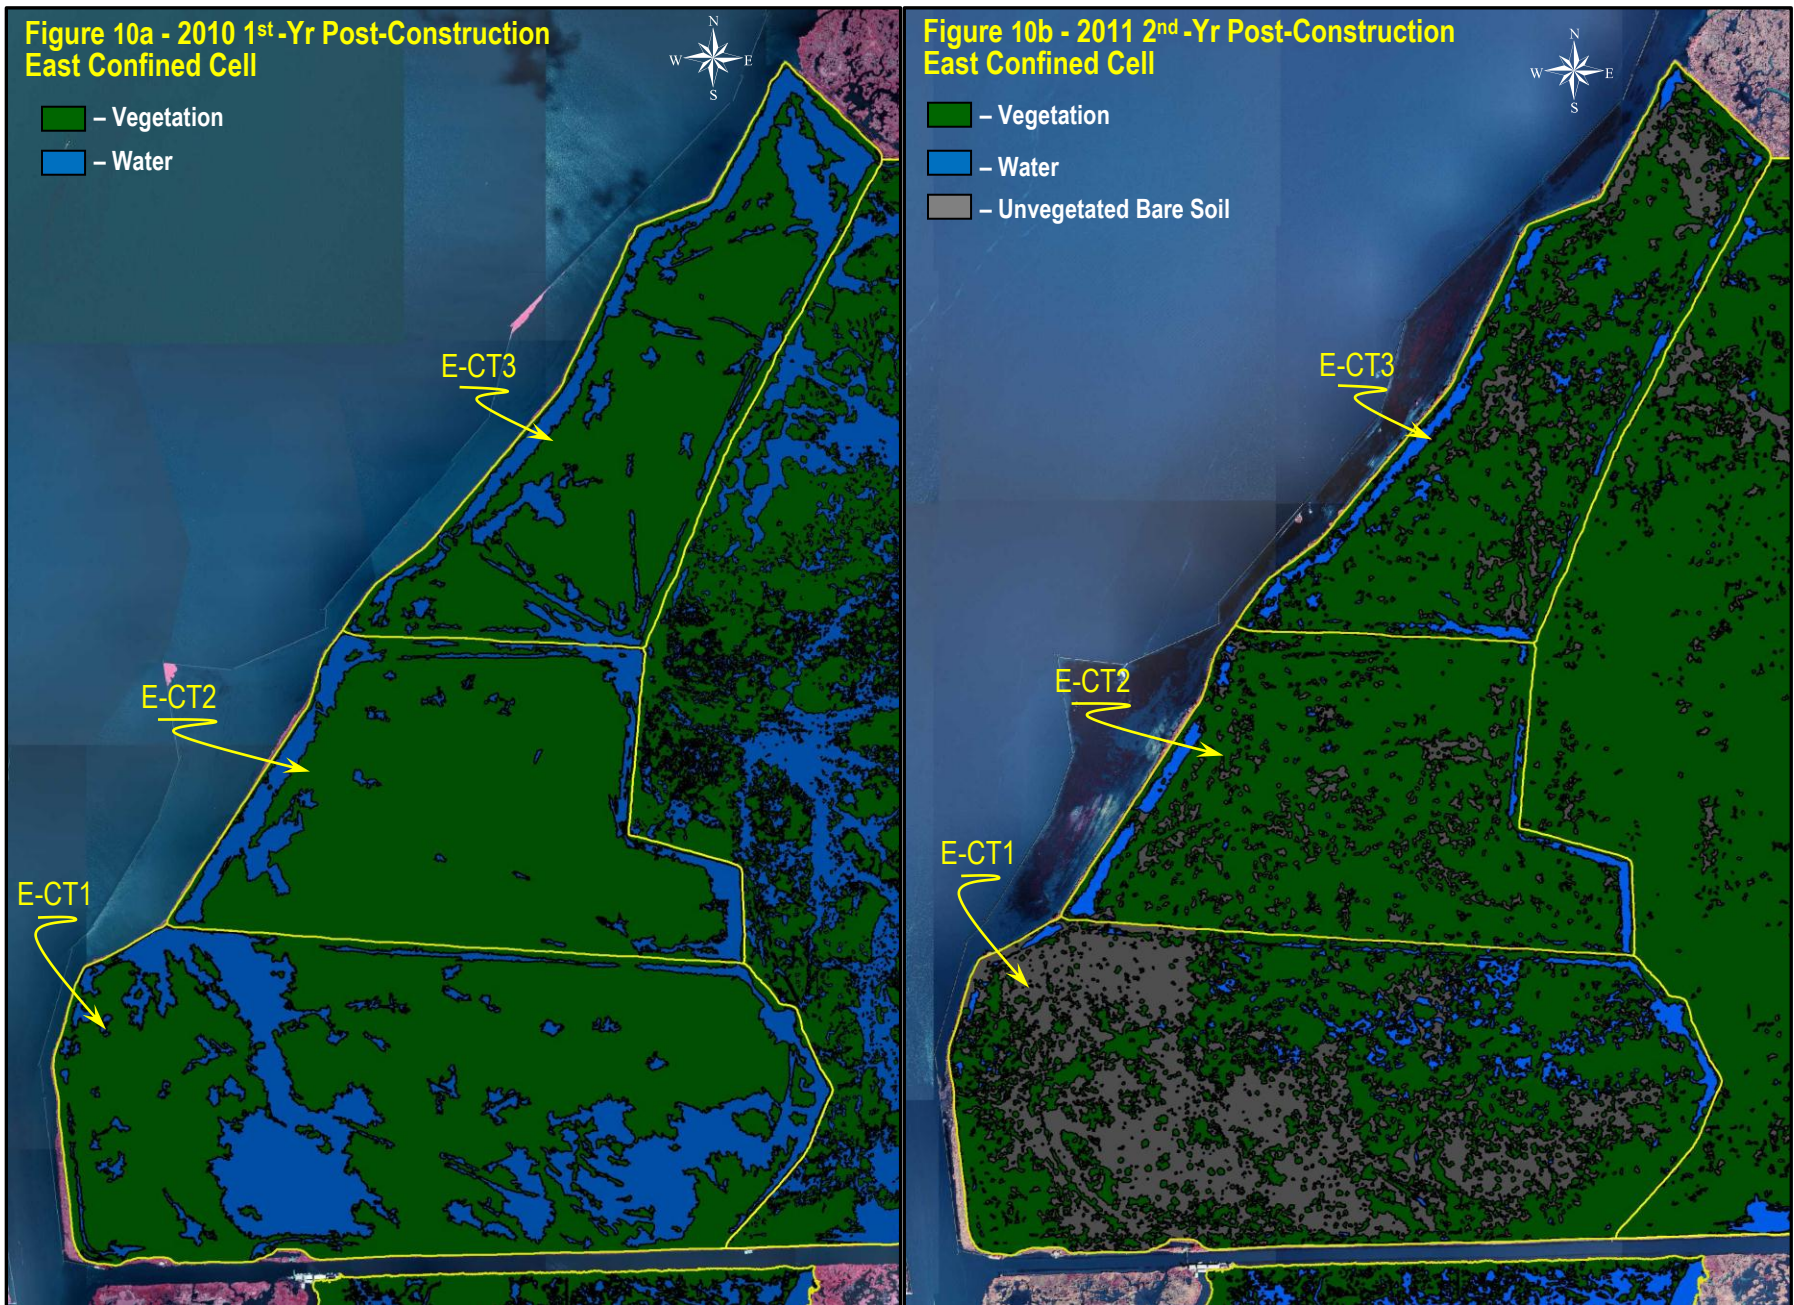 Figure 10a - 2010 1st -Yr Post-Construction
East Confined Cell
– Vegetation
– Water
N
W E
S
E-CT3
E-CT2
E-CT1
Figure 10b - 2011 2nd -Yr Post-Construction
East Confined Cell
– Vegetation
– Water
– Unvegetated Bare Soil
N
W E
S
E-CT3
E-CT2
E-CT1